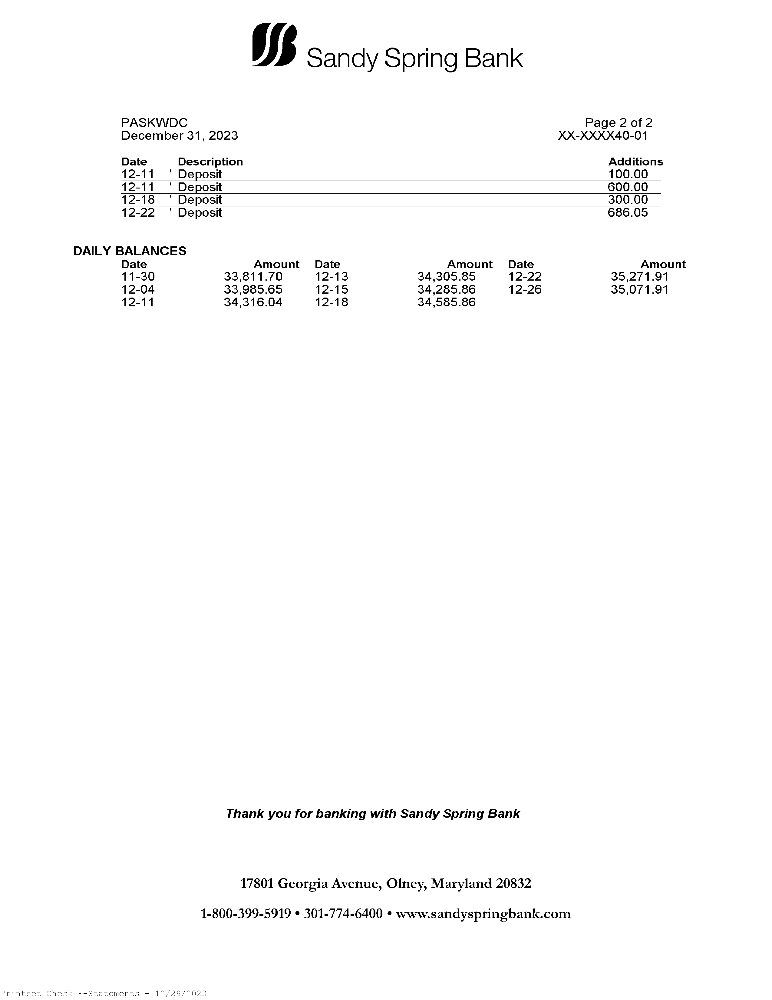 Sandy Spring Bank
PASKWDC Page 2 of 2
December 31, 2023 XX-XXXX40-01
Date Description Additions
12-11 ' Deposit 100.00
12-11 ' Deposit 600.00
12-18 ' Deposit 300.00
12-22 ' Deposit 686.05
DAILY BALANCES
Date Amount Date Amount Date Amount
11-30 33,811.70 12-13 34,305.85 12-22 35,271.91
12-04 33,985.65 12-15 34,285.86 12-26 35,071.91
12-11 34,316.04 12-18 34,585.86
Thank you for banking with Sandy Spring Bank
17801 Georgia Avenue, Olney, Maryland 20832
1-800-399-5919 • 301-774-6400 • www.sandyspringbank.com
Printset Check E-Statements - 12/29/2023